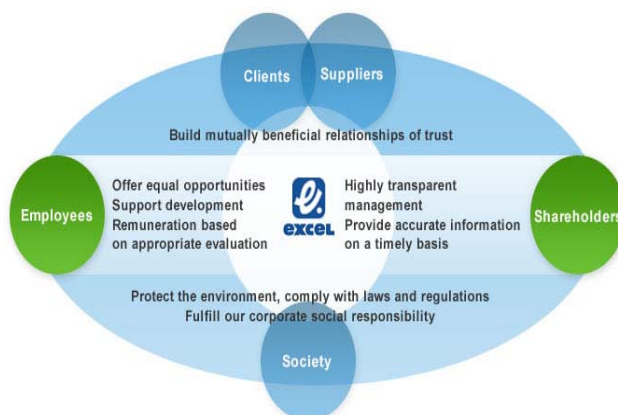 Clients
Suppliers
Build mutually beneficial relationships of trust
Employees
Offer equal opportunities
Support development
Remuneration based
on appropriate evaluation
e.
excel
Highly transparent
management
Provide accurate information
on a timely basis
Shareholders
Protect the environment, comply with laws and regulations
Fulfill our corporate social responsibility
Society